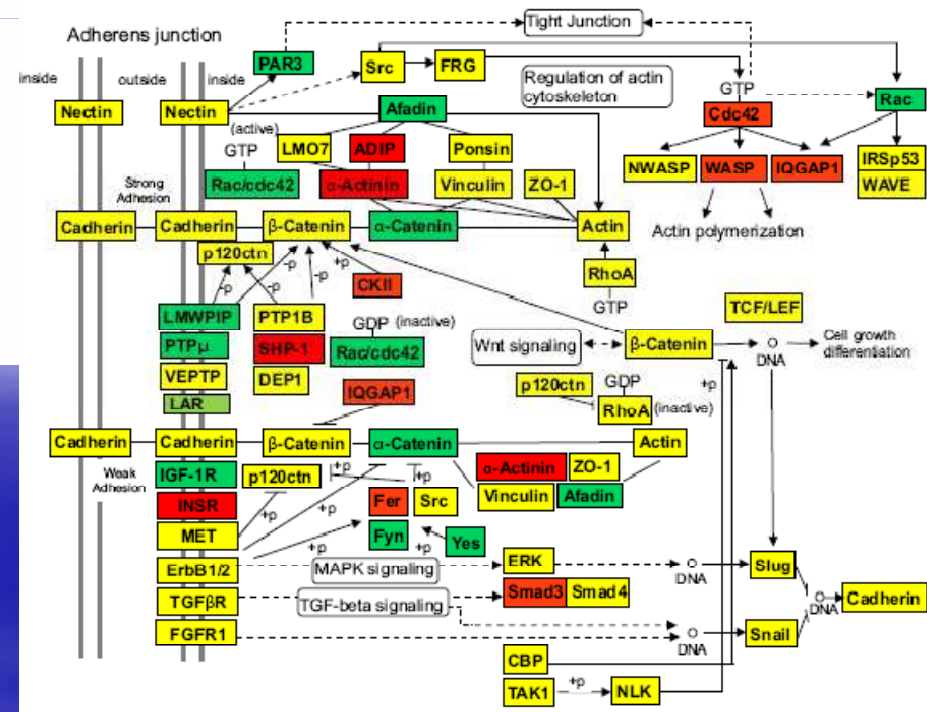 Adherens junction
Tight Junction
inside
outside
inside
PAR3
Src
FRG
Regulation of actin
cytoskeleton
GTP
Rac
Nectin
Nectin
Afadin
Cdc42
(active)
GTP
LMO7
ADIP
Ponsin
NWASP
WASP
IQGAP1
IRSp53
WAVE
Rac/cdc42
α-Actinin
Vinculin
ZO-1
Strong
Adhesion
Actin polymerization
Cadherin
Cadherin
β-Catenin
α-Catenin
Actin
p120ctn
-p
-p
-p
+p
CKII
RhoA
GTP
LMWPIP
PTP1B
GDP
(inactive)
TCF/LEF
PTPμ
SHP-1
Rac/cdc42
Wnt signaling
β-Catenin
DNA
Cell growth
differentiation
VEPTP
DEP1
LAR
IQGAP1
p120ctn
GDP
+p
RhoA
(inactive)
Cadherin
Cadherin
β-Catenin
α-Catenin
Actin
Weak
Adhesion
IGF-1R
p120ctn
+p
+p
α-Actinin
ZO-1
INSR
Fer
Src
Vinculin
Afadin
MET
+p
+p
Fyn
Yes
+p
+p
ErbB1/2
MAPK signaling
ERK
DNA
Slug
TGFβR
TGF-beta signaling
Smad3
Smad4
DNA
Cadherin
FGFR1
DNA
Snail
CBP
TAK1
+p
NLK